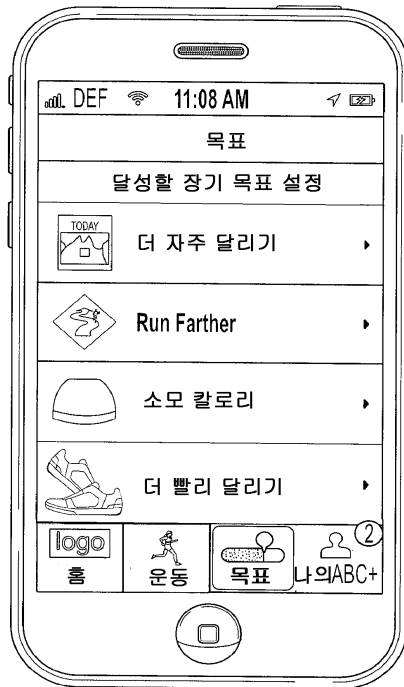 DEF 11:08 AM
목표
달성할 장기 목표 설정
TODAY
더 자주 달리기
Run Farther
소모 칼로리
더 빨리 달리기
logo
2
홈 운동 목표 나의ABC+